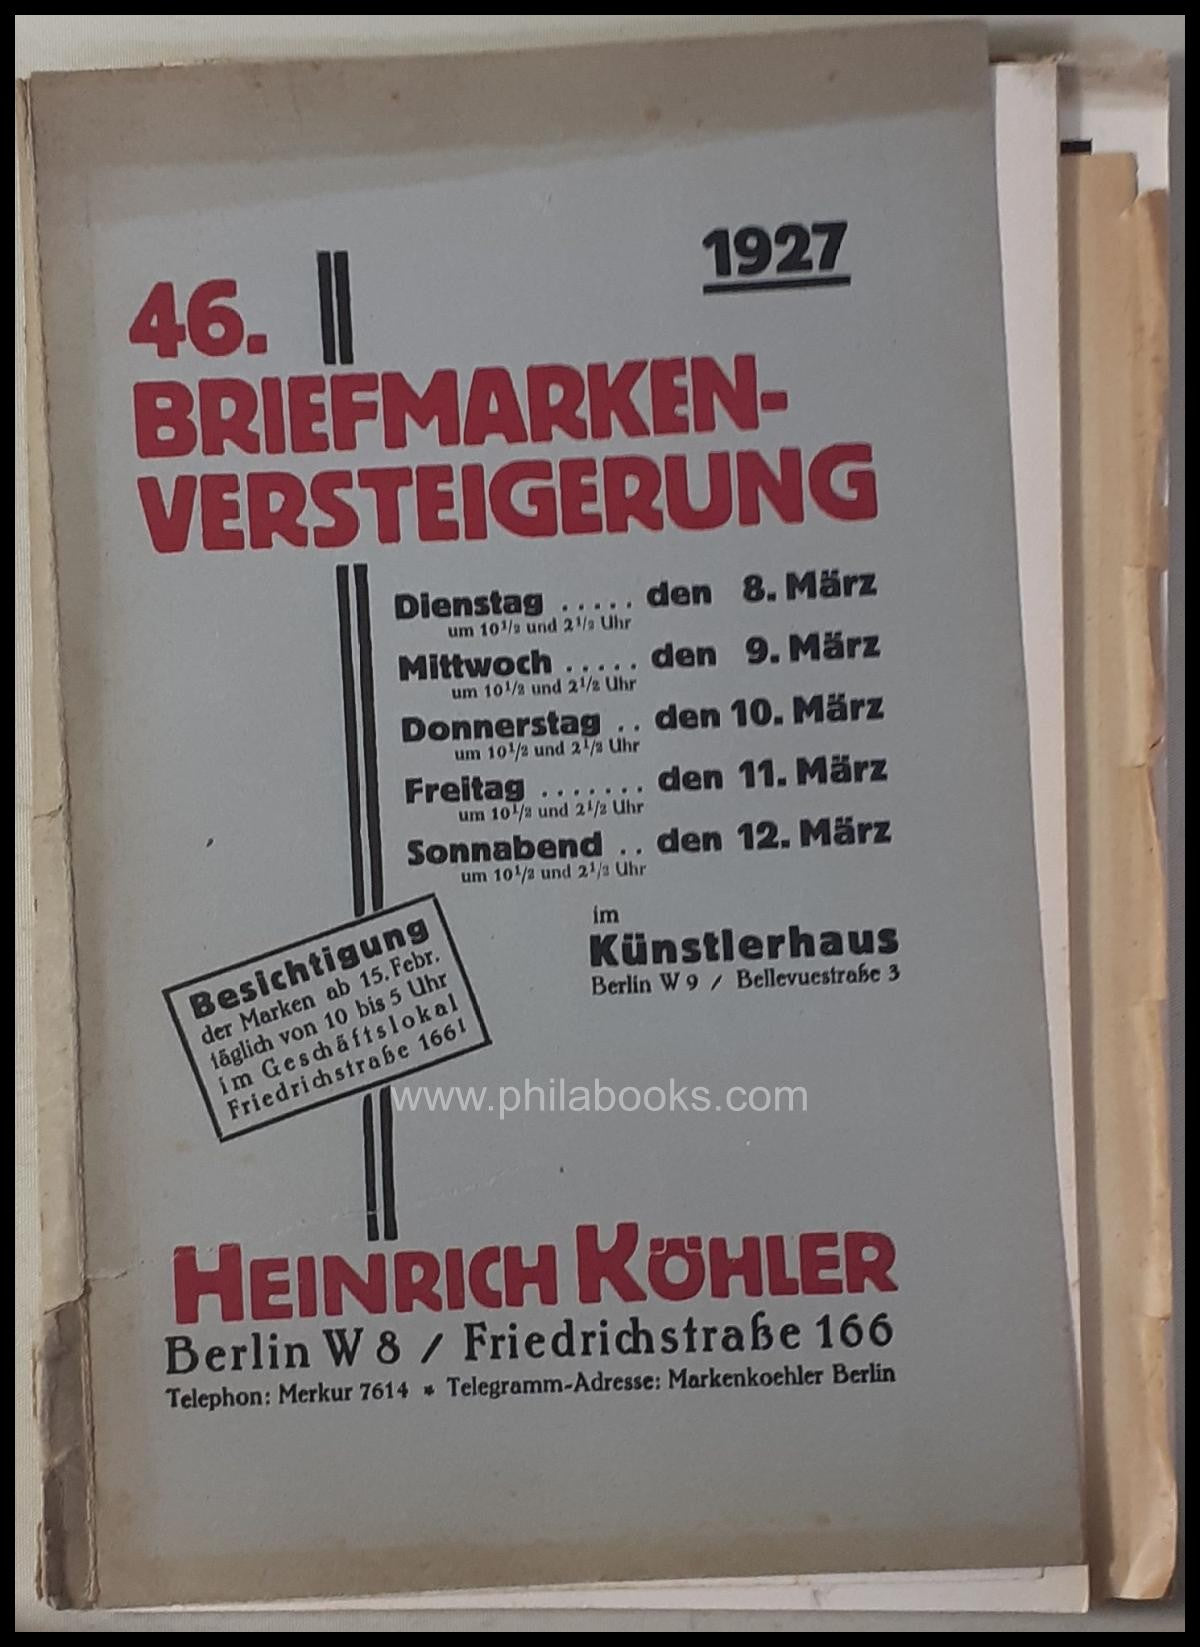 1927
46.
BRIEFMARKEN-
VERSTEIGERUNG
Dienstag ..... den 8. März
um 10½ und 2½ Uhr
Mittwoch ..... den 9. März
um 10½ und 2½ Uhr
Donnerstag .. den 10. März
um 10½ und 2½ Uhr
Freitag ....... den 11. März
um 10½ und 2½ Uhr
Sonnabend .. den 12. März
um 10½ und 2½ Uhr
im
Künstlerhaus
Berlin W 9 / Bellevuestraße 3
Besichtigung
der Marken ab 15. Febr.
täglich von 10 bis 5 Uhr
im Geschäftslokal
Friedrichstraße 166¹
www.philabooks.com
HEINRICH KÖHLER
Berlin W 8 / Friedrichstraße 166
Telephon: Merkur 7614 * Telegramm-Adresse: Markenkoehler Berlin